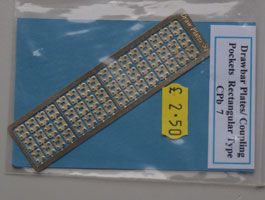 Drawbar Plates/ Coupling
Pockets Rectangular Type
CPb 7
£ 2.50